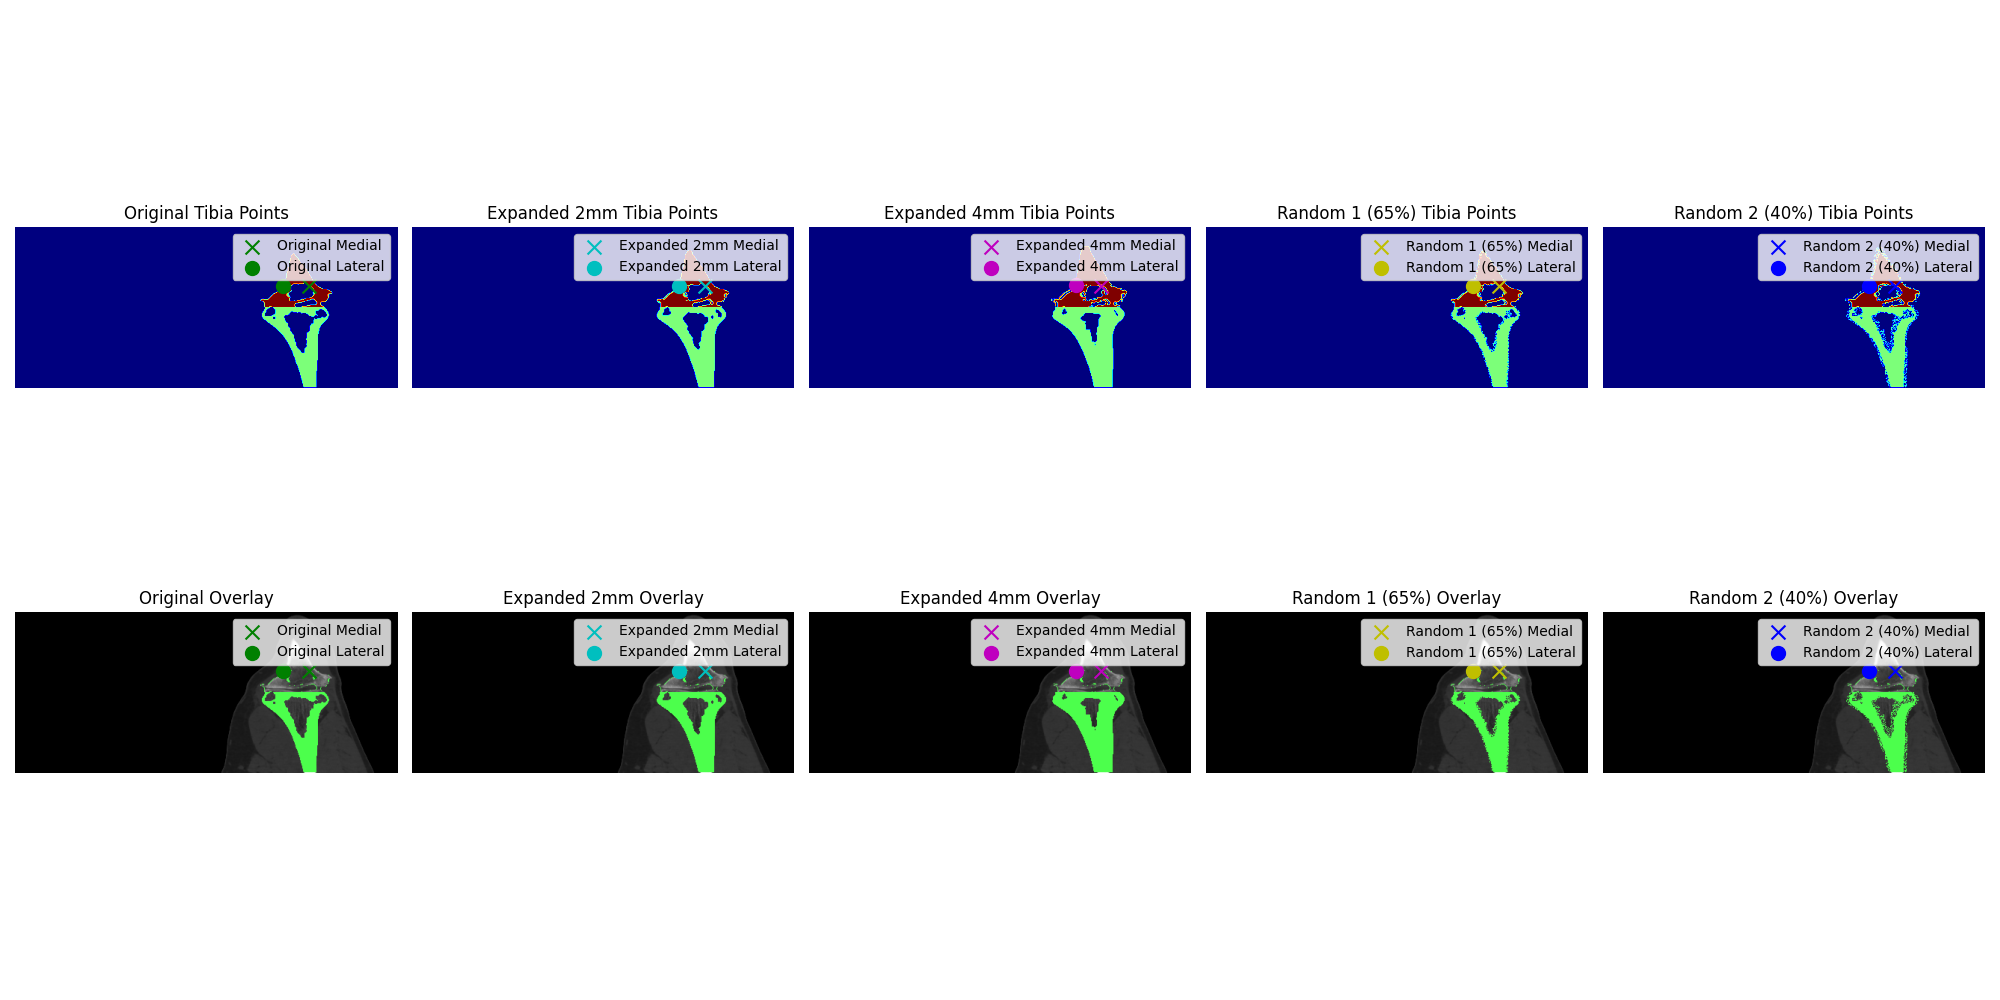 Original Tibia Points
Original Medial
Original Lateral
Expanded 2mm Tibia Points
Expanded 2mm Medial
Expanded 2mm Lateral
Expanded 4mm Tibia Points
Expanded 4mm Medial
Expanded 4mm Lateral
Random 1 (65%) Tibia Points
Random 1 (65%) Medial
Random 1 (65%) Lateral
Random 2 (40%) Tibia Points
Random 2 (40%) Medial
Random 2 (40%) Lateral
Original Overlay
Original Medial
Original Lateral
Expanded 2mm Overlay
Expanded 2mm Medial
Expanded 2mm Lateral
Expanded 4mm Overlay
Expanded 4mm Medial
Expanded 4mm Lateral
Random 1 (65%) Overlay
Random 1 (65%) Medial
Random 1 (65%) Lateral
Random 2 (40%) Overlay
Random 2 (40%) Medial
Random 2 (40%) Lateral